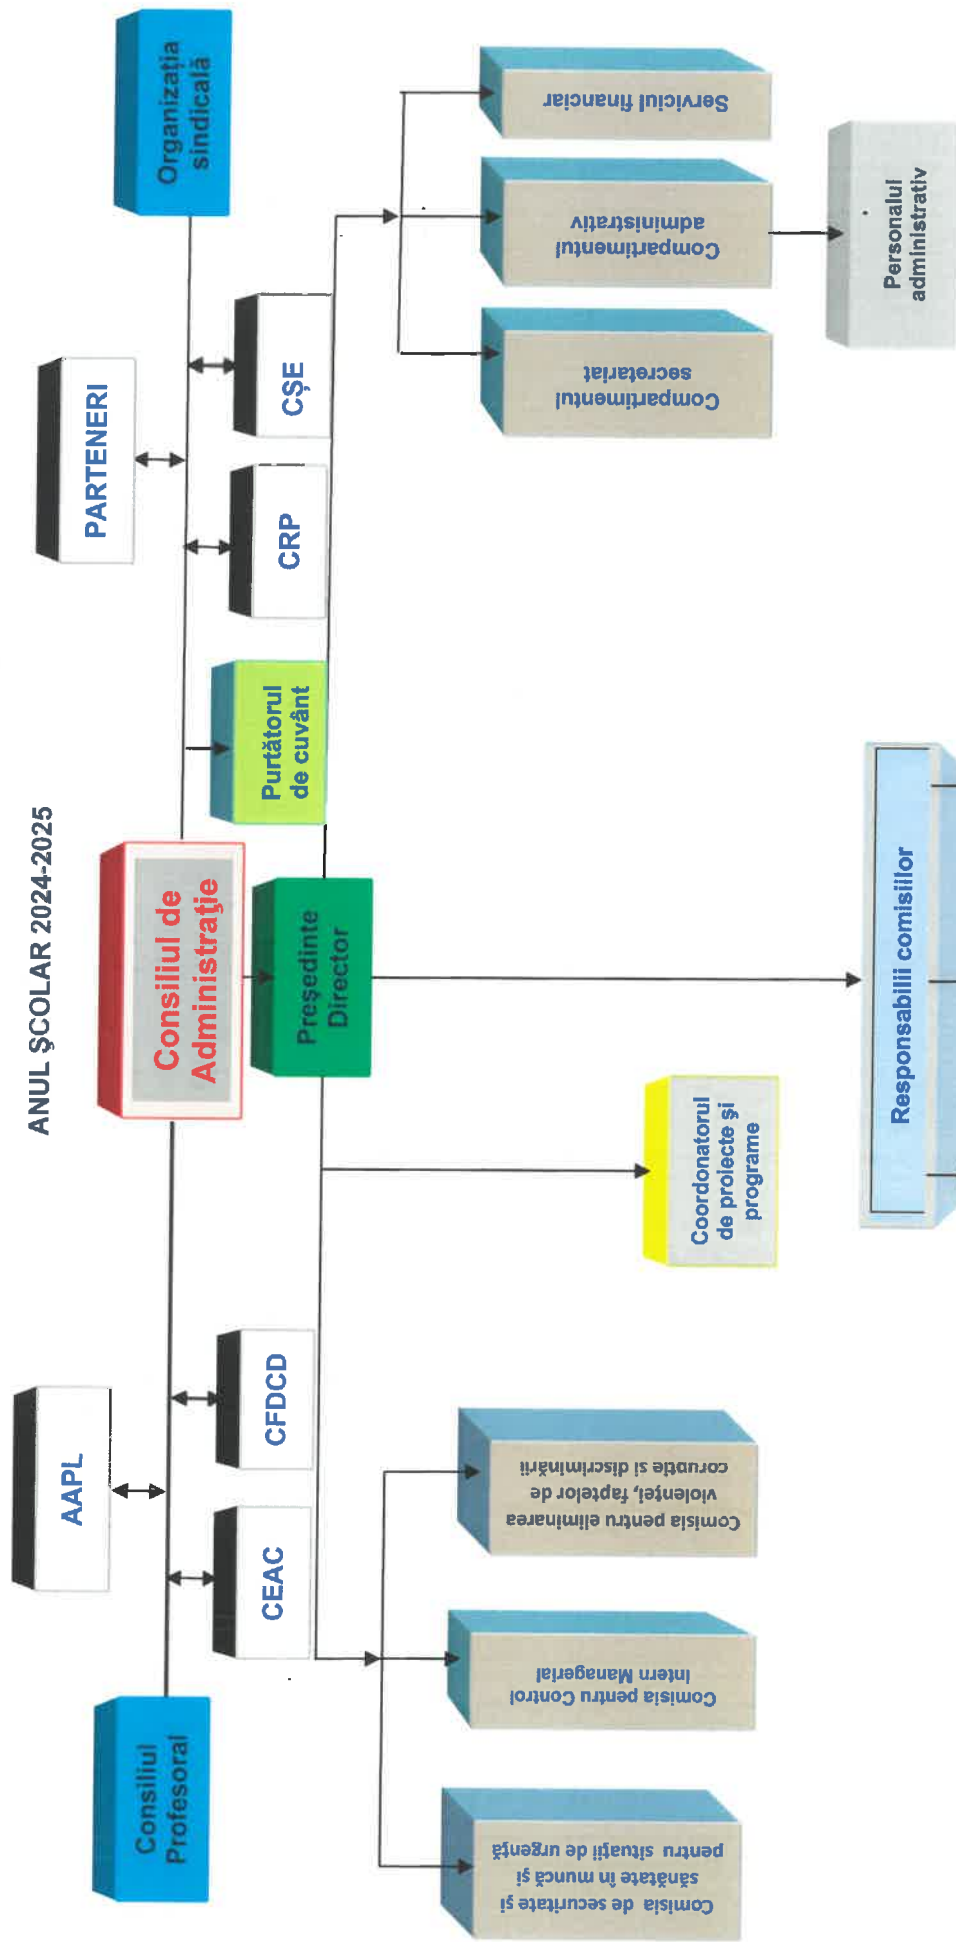 ANUL ŞCOLAR 2024-2025
AAPL
PARTENERI
Consiliul
Profesoral
Consiliul de
Administraţie
Organizaţia
sindicală
CEAC
CFDCD
Purtătorul
de cuvânt
CRP
CȘE
Preşedinte
Director
Comisia de securitate şi
sănătate în muncă şi
pentru situaţii de urgenţă
Comisia pentru Control
Intern Managerial
Comisia pentru eliminarea
violenţei, faptelor de
corupţie si discriminării
Coordonatorul
de proiecte şi
programe
Compartimentul
secretariat
Compartimentul
administrativ
Serviciul financiar
Personalul
administrativ
Responsabilii comisiilor